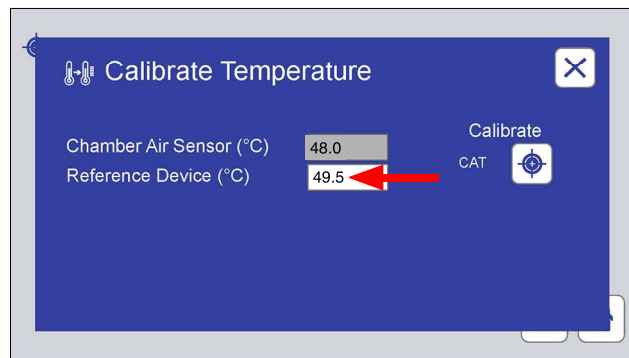 Calibrate Temperature
Calibrate
Chamber Air Sensor (°C) 48.0
CAT
Reference Device (°C) 49.5